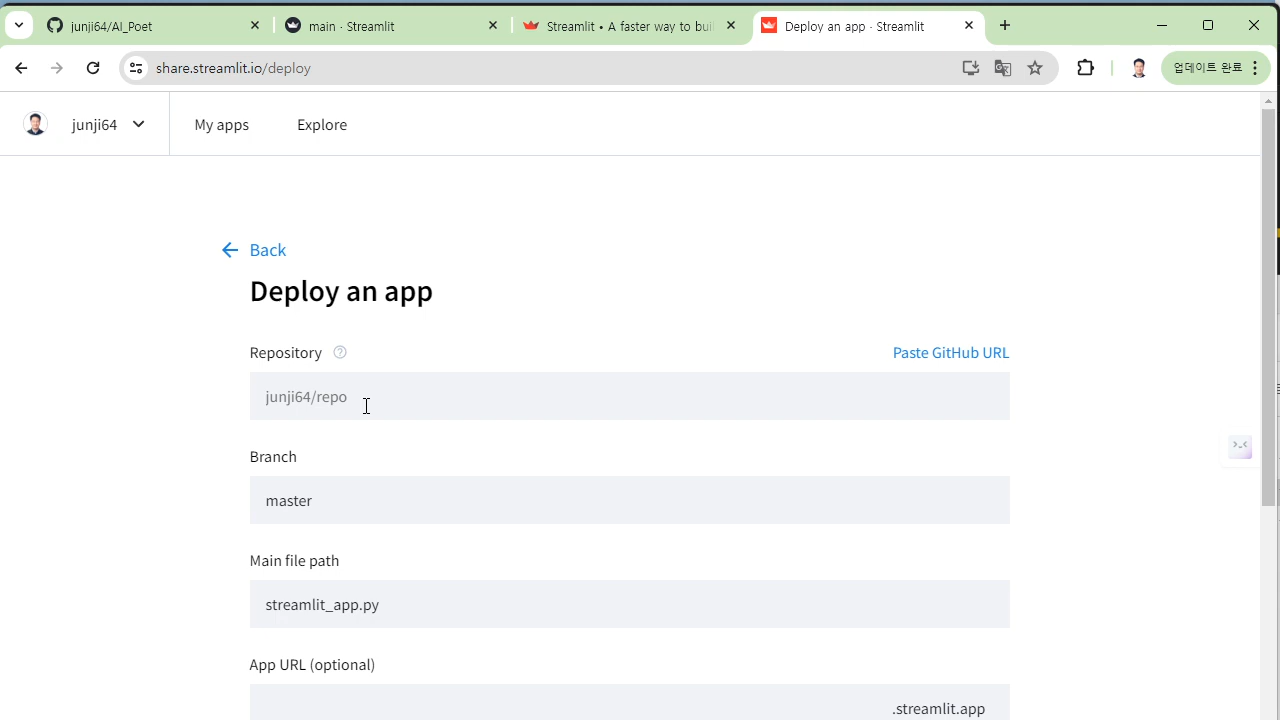 junji64/AI_Poet
main · Streamlit
Streamlit • A faster way to bui
Deploy an app · Streamlit
share.streamlit.io/deploy
업데이트 완료
junji64
My apps
Explore
Back
Deploy an app
Repository
Paste GitHub URL
junji64/repo
Branch
master
Main file path
streamlit_app.py
App URL (optional)
.streamlit.app